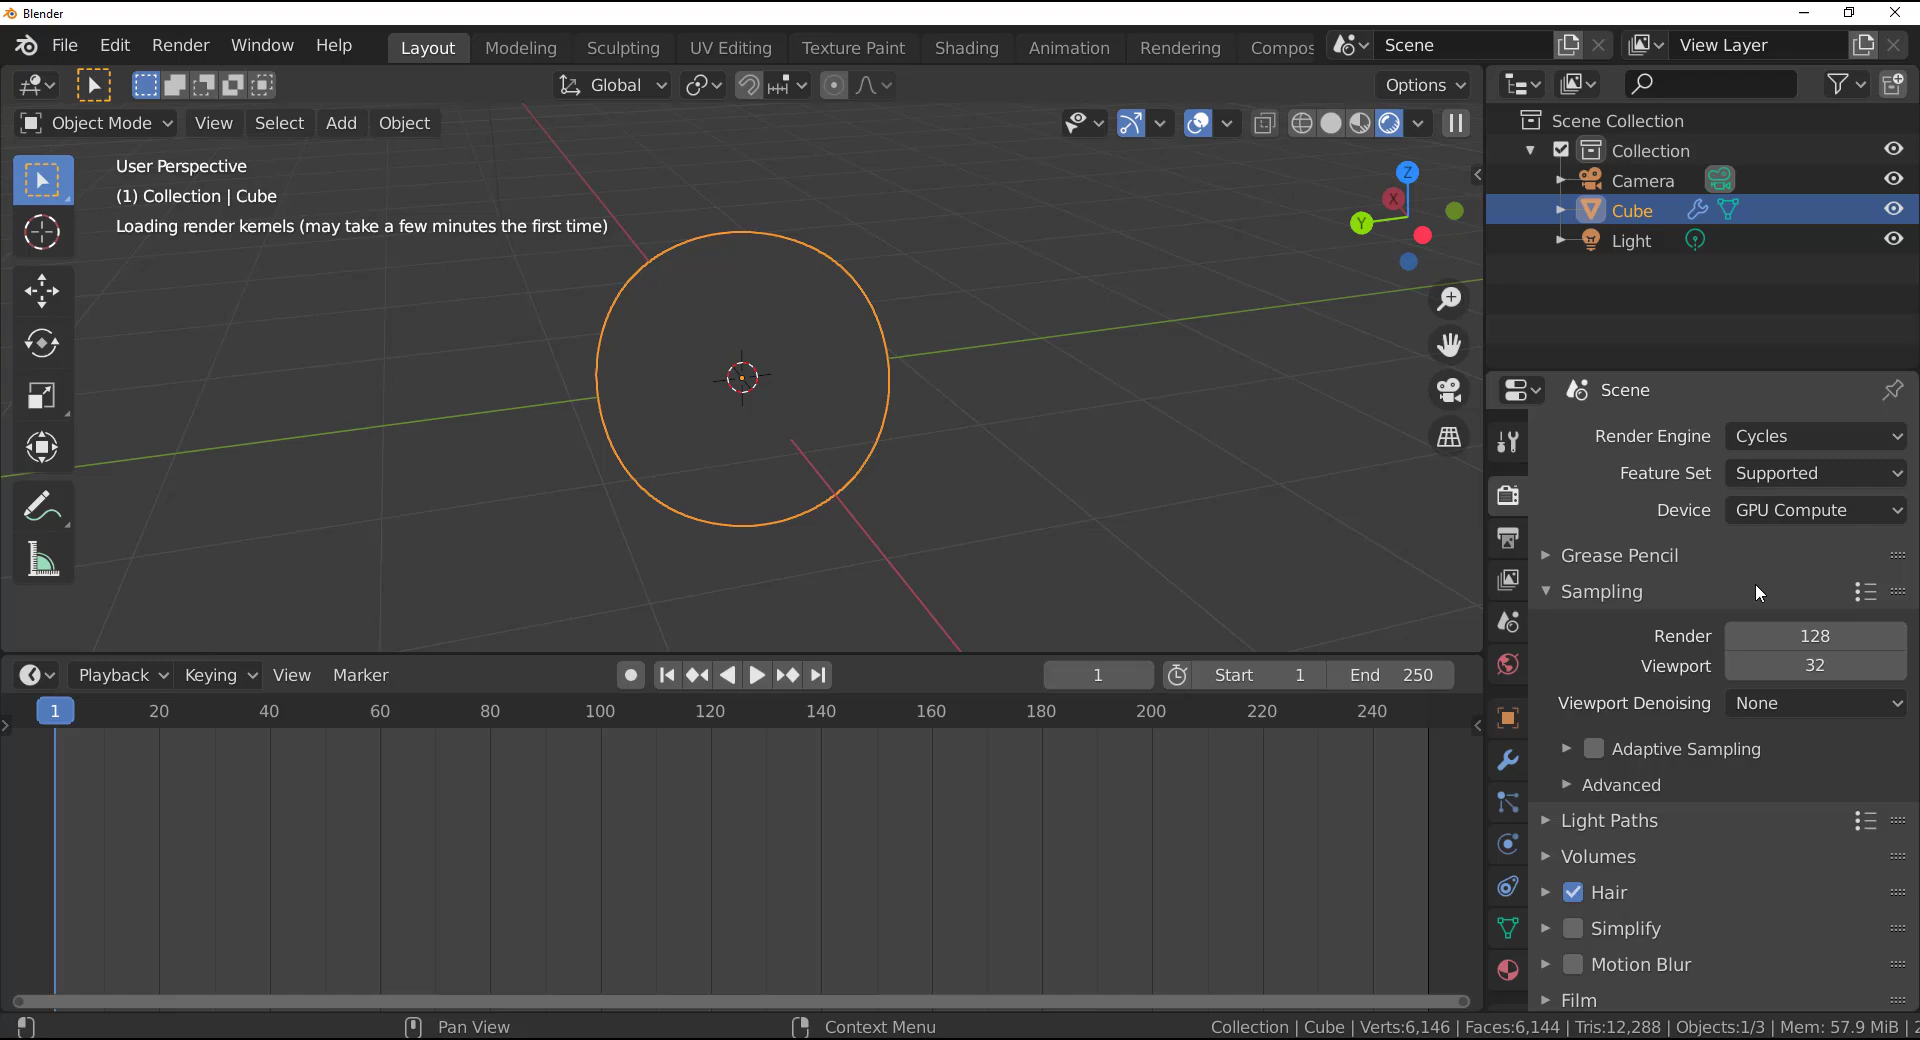 Blender
File Edit Render Window Help Layout Modeling Sculpting UV Editing Texture Paint Shading Animation Rendering Compos Scene View Layer
Global Options
Object Mode View Select Add Object
Scene Collection
Collection
Camera
Cube
Light
User Perspective
(1) Collection | Cube
Loading render kernels (may take a few minutes the first time)
Z
X
Y
Scene
Render Engine Cycles
Feature Set Supported
Device GPU Compute
Grease Pencil
Sampling
Render 128
Viewport 32
Viewport Denoising None
Adaptive Sampling
Advanced
Light Paths
Volumes
Hair
Simplify
Motion Blur
Film
Playback Keying View Marker 1 Start 1 End 250
1 20 40 60 80 100 120 140 160 180 200 220 240
Pan View Context Menu Collection | Cube | Verts:6,146 | Faces:6,144 | Tris:12,288 | Objects:1/3 | Mem: 57.9 MiB | 2